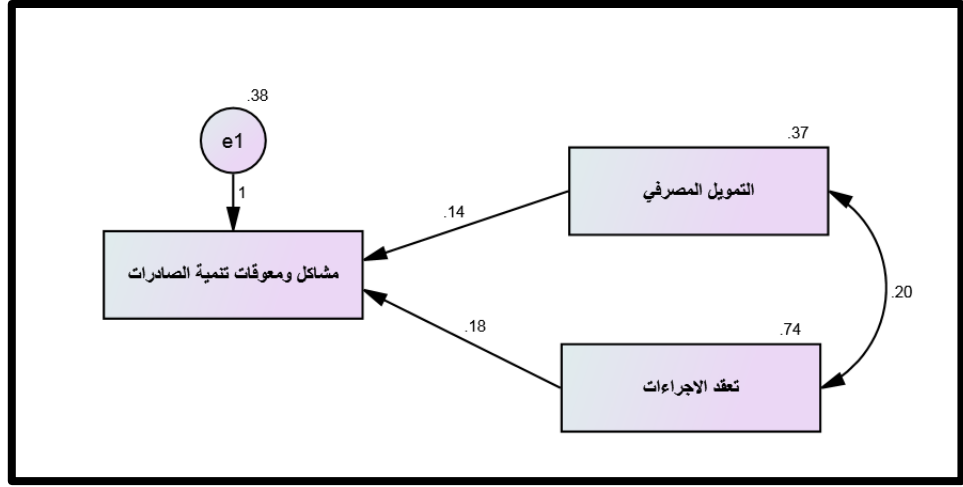 .38
e1
1
.37
التمويل المصرفي
.14
مشاكل ومعوقات تنمية الصادرات
.20
.18
.74
تعقد الاجراءات